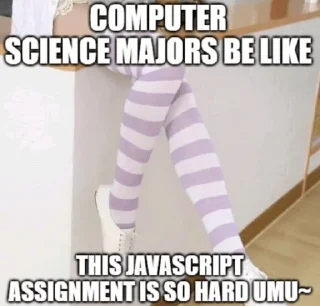 COMPUTER
SCIENCE MAJORS BE LIKE
THIS JAVASCRIPT
ASSIGNMENT IS SO HARD UMU~